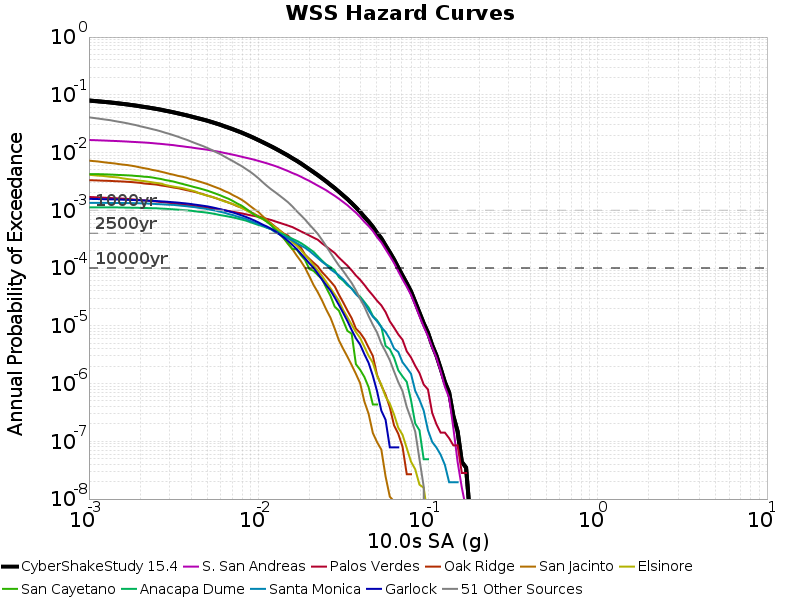 WSS Hazard Curves
Annual Probability of Exceedance
10^0
10^-1
10^-2
10^-3
10^-4
10^-5
10^-6
10^-7
10^-8
1000yr
2500yr
10000yr
10^-3 10^-2 10^-1 10^0 10^1
10.0s SA (g)
CyberShakeStudy 15.4 S. San Andreas Palos Verdes Oak Ridge San Jacinto Elsinore
San Cayetano Anacapa Dume Santa Monica Garlock 51 Other Sources